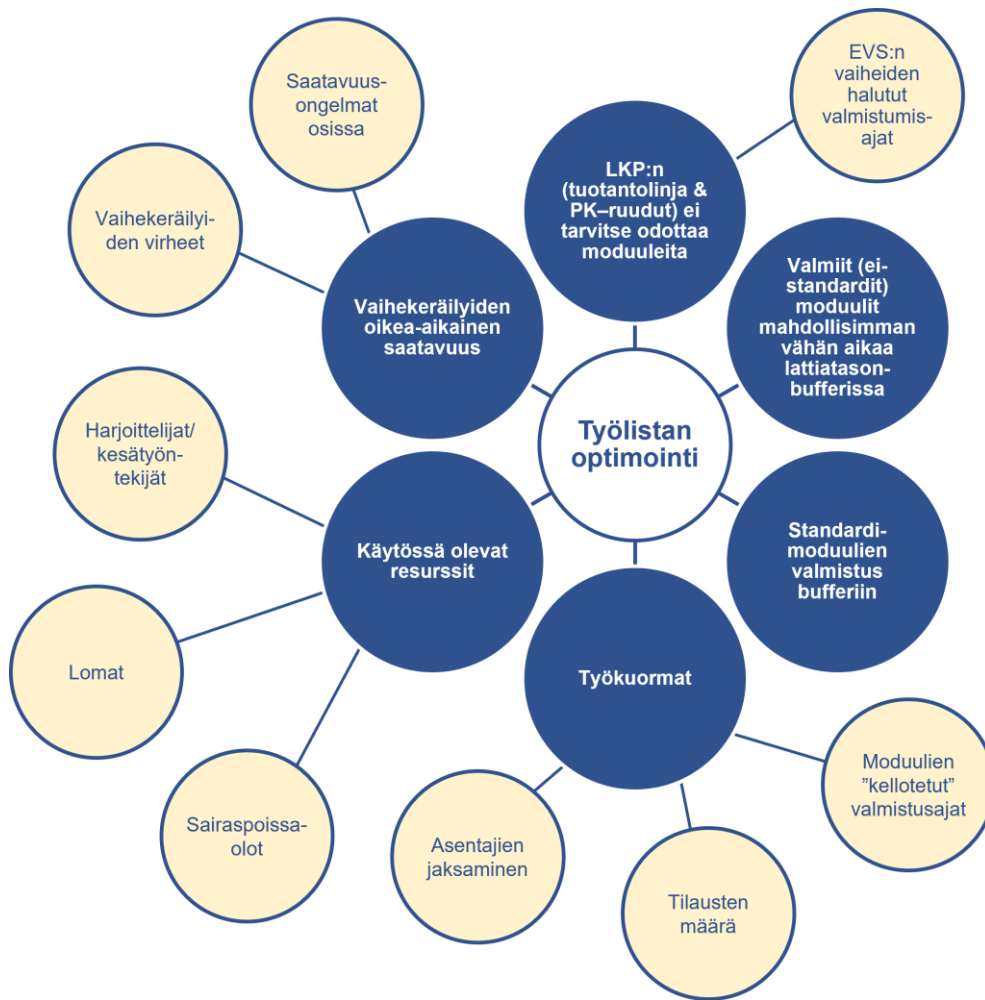 EVS:n
vaiheiden
halutut
valmistumis-
ajat
Saatavuus-
ongelmat
osissa
LKP:n
(tuotantolinja &
PK–ruudut) ei
tarvitse odottaa
moduuleita
Vaihekeräilyi-
den virheet
Vaihekeräilyiden
oikea-aikainen
saatavuus
Valmiit (ei-
standardit)
moduulit
mahdollisimman
vähän aikaa
lattiatason-
bufferissa
Työlistan
optimointi
Harjoittelijat/
kesätyön-
tekijät
Käytössä olevat
resurssit
Standardi-
moduulien
valmistus
bufferiin
Lomat
Työkuormat
Moduulien
”kellotetut”
valmistusajat
Sairaspoissa-
olot
Asentajien
jaksaminen
Tilausten
määrä